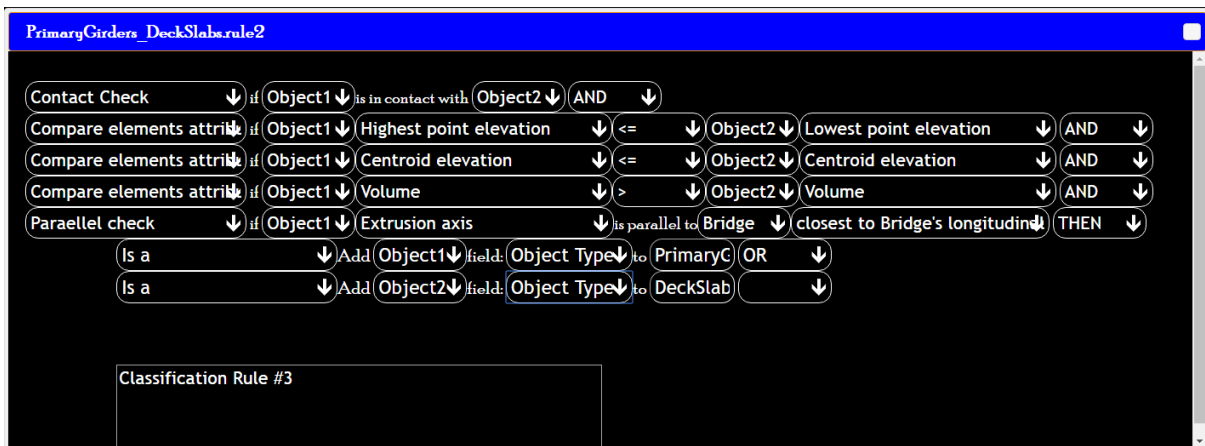 PrimaryGirders_DeckSlabs.rule2
Contact Check if Object1 is in contact with Object2 AND
Compare elements attrib if Object1 Highest point elevation <= Object2 Lowest point elevation AND
Compare elements attrib if Object1 Centroid elevation <= Object2 Centroid elevation AND
Compare elements attrib if Object1 Volume > Object2 Volume AND
Paraellel check if Object1 Extrusion axis is parallel to Bridge closest to Bridge's longitudina THEN
Is a Add Object1 field: Object Type to PrimaryG OR
Is a Add Object2 field: Object Type to DeckSlab
Classification Rule #3